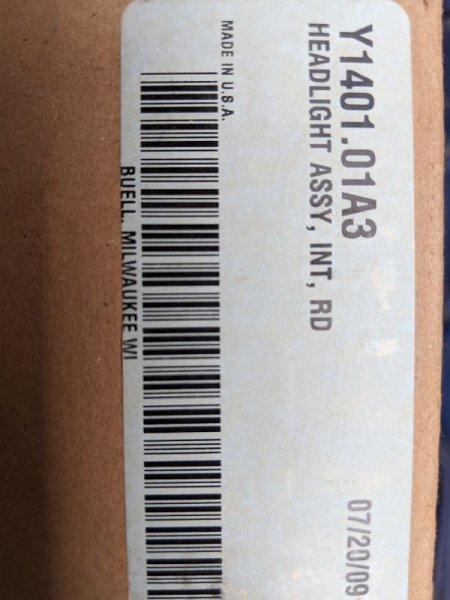 Y1401.01A3
HEADLIGHT ASSY, INT, RD
07/20/09
MADE IN U.S.A.
BUELL, MILWAUKEE WI